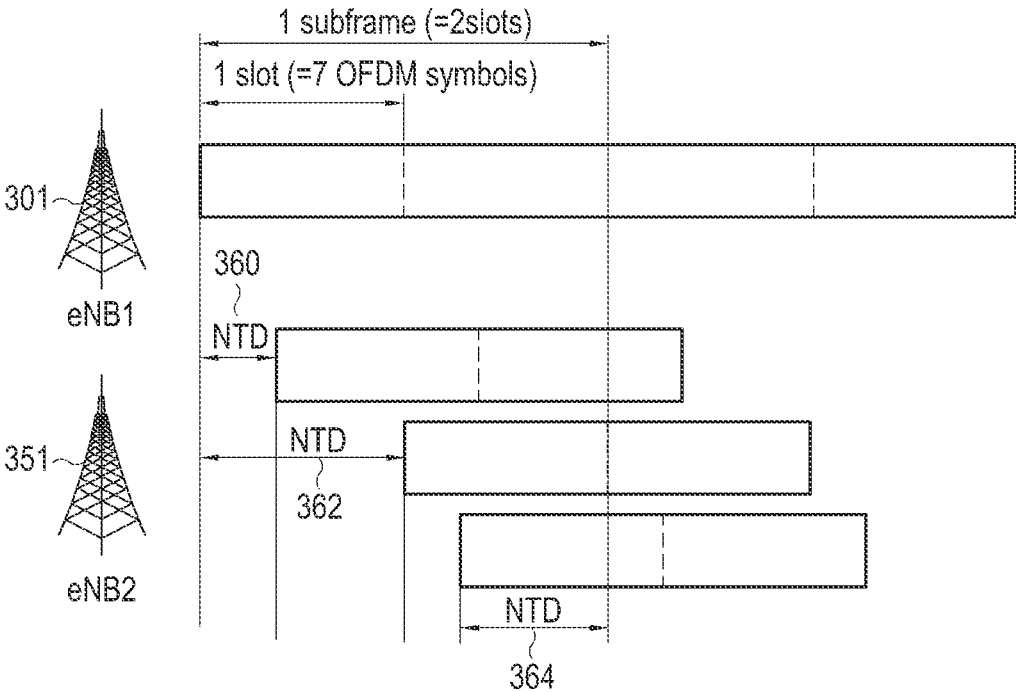 1 subframe (=2slots)
1 slot (=7 OFDM symbols)
301
eNB1
360
NTD
351
NTD
362
eNB2
NTD
364